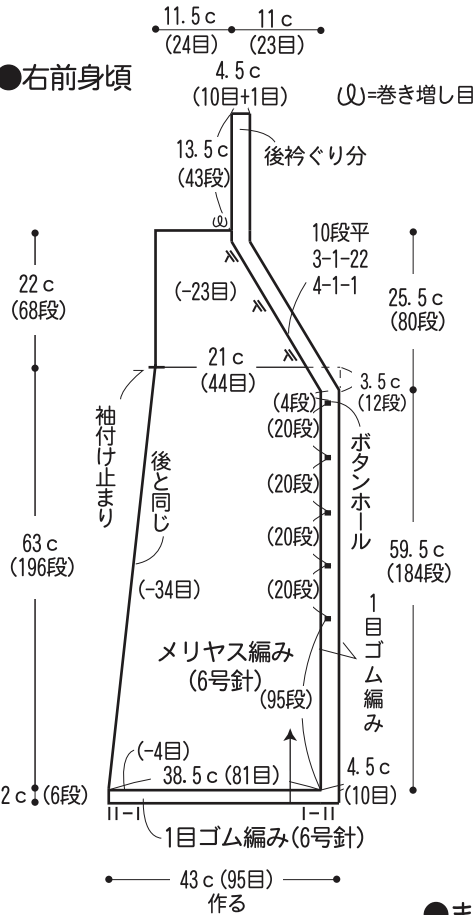 11.5c
(24目)
11c
(23目)
●右前身頃
4.5c
(10目+1目)
=巻き増し目
13.5c
(43段)
後衿ぐり分
10段平
3-1-22
4-1-1
22c
(68段)
(-23目)
25.5c
(80段)
21c
(44目)
3.5c
(12段)
袖付け止まり
(4段)
(20段)
ボタンホール
後と同じ
(20段)
(20段)
(20段)
63c
(196段)
59.5c
(184段)
(-34目)
1目ゴム編み
メリヤス編み
(6号針)
(95段)
(-4目)
38.5c(81目)
4.5c
(10目)
2c(6段)
II-I
I-II
1目ゴム編み(6号針)
43c(95目)
作る